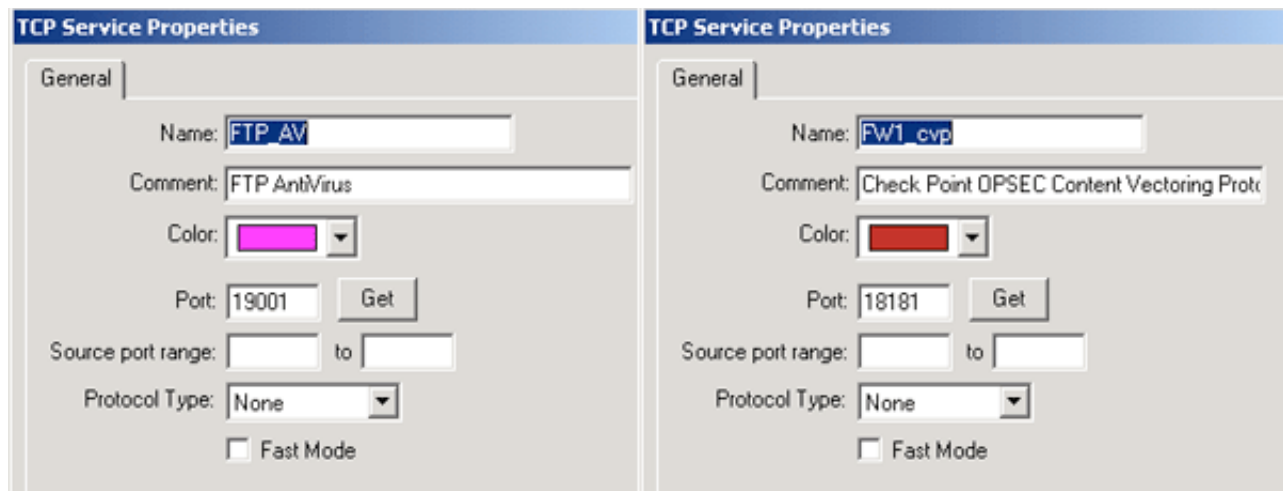 TCP Service Properties
General
Name: FTP_AV
Comment: FTP AntiVirus
Color:
Port: 19001 Get
Source port range: to
Protocol Type: None
Fast Mode
TCP Service Properties
General
Name: FW1_cvp
Comment: Check Point OPSEC Content Vectoring Proto
Color:
Port: 18181 Get
Source port range: to
Protocol Type: None
Fast Mode